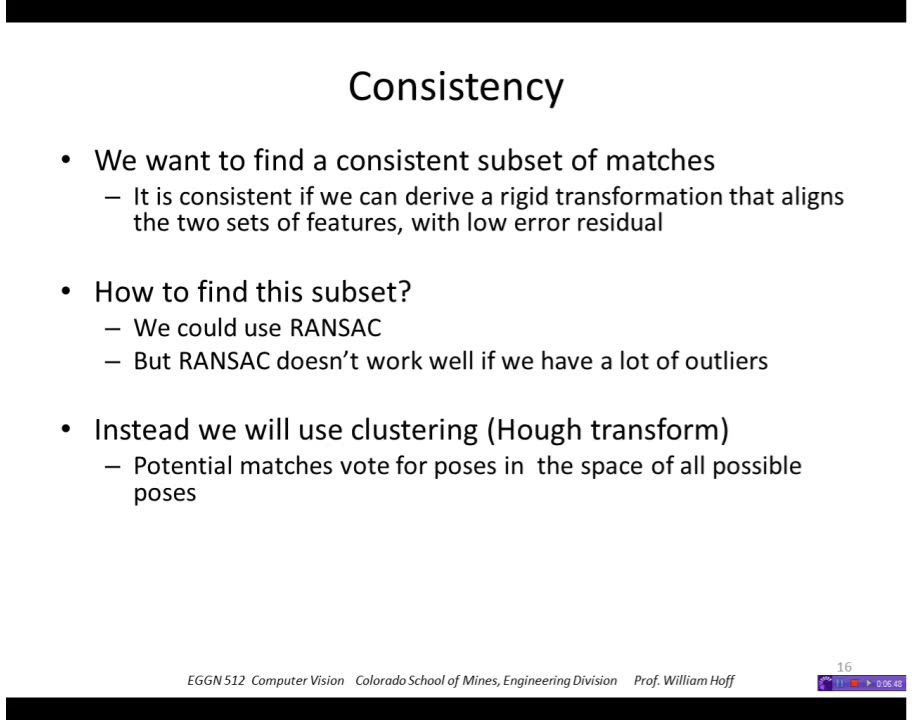 Consistency
• We want to find a consistent subset of matches
– It is consistent if we can derive a rigid transformation that aligns
the two sets of features, with low error residual
• How to find this subset?
– We could use RANSAC
– But RANSAC doesn't work well if we have a lot of outliers
• Instead we will use clustering (Hough transform)
– Potential matches vote for poses in  the space of all possible
poses
16
EGGN 512  Computer Vision    Colorado School of Mines, Engineering Division    Prof. William Hoff
0:06:48